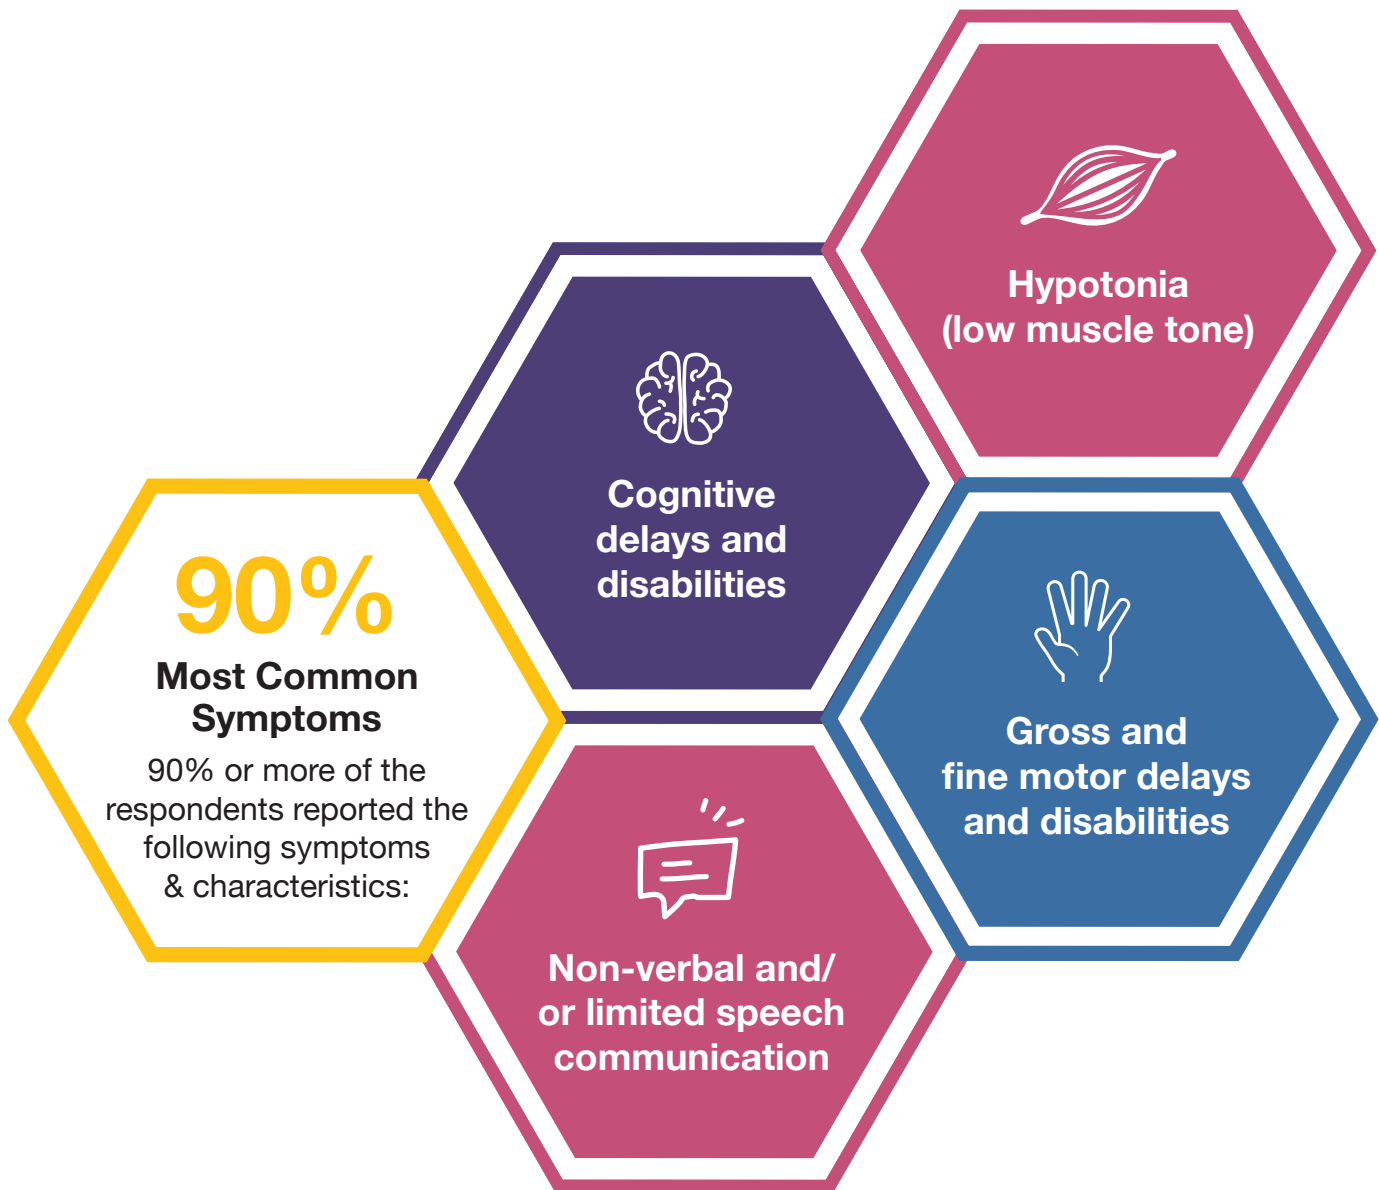 90%
Most Common
Symptoms
90% or more of the
respondents reported the
following symptoms
& characteristics:
Cognitive
delays and
disabilities
Hypotonia
(low muscle tone)
Gross and
fine motor delays
and disabilities
Non-verbal and/
or limited speech
communication